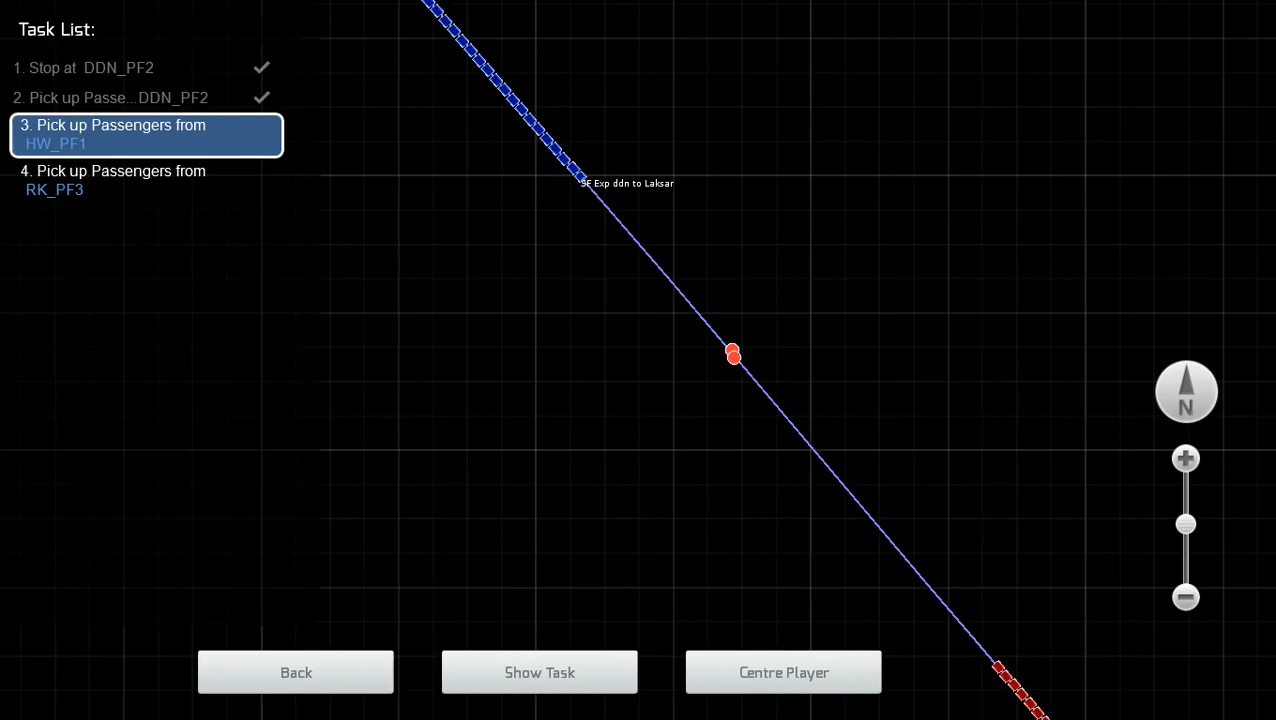 Task List:
1. Stop at DDN_PF2
2. Pick up Passe...DDN_PF2
3. Pick up Passengers from
HW_PF1
4. Pick up Passengers from
RK_PF3
SF Exp ddn to Laksar
N
Back
Show Task
Centre Player